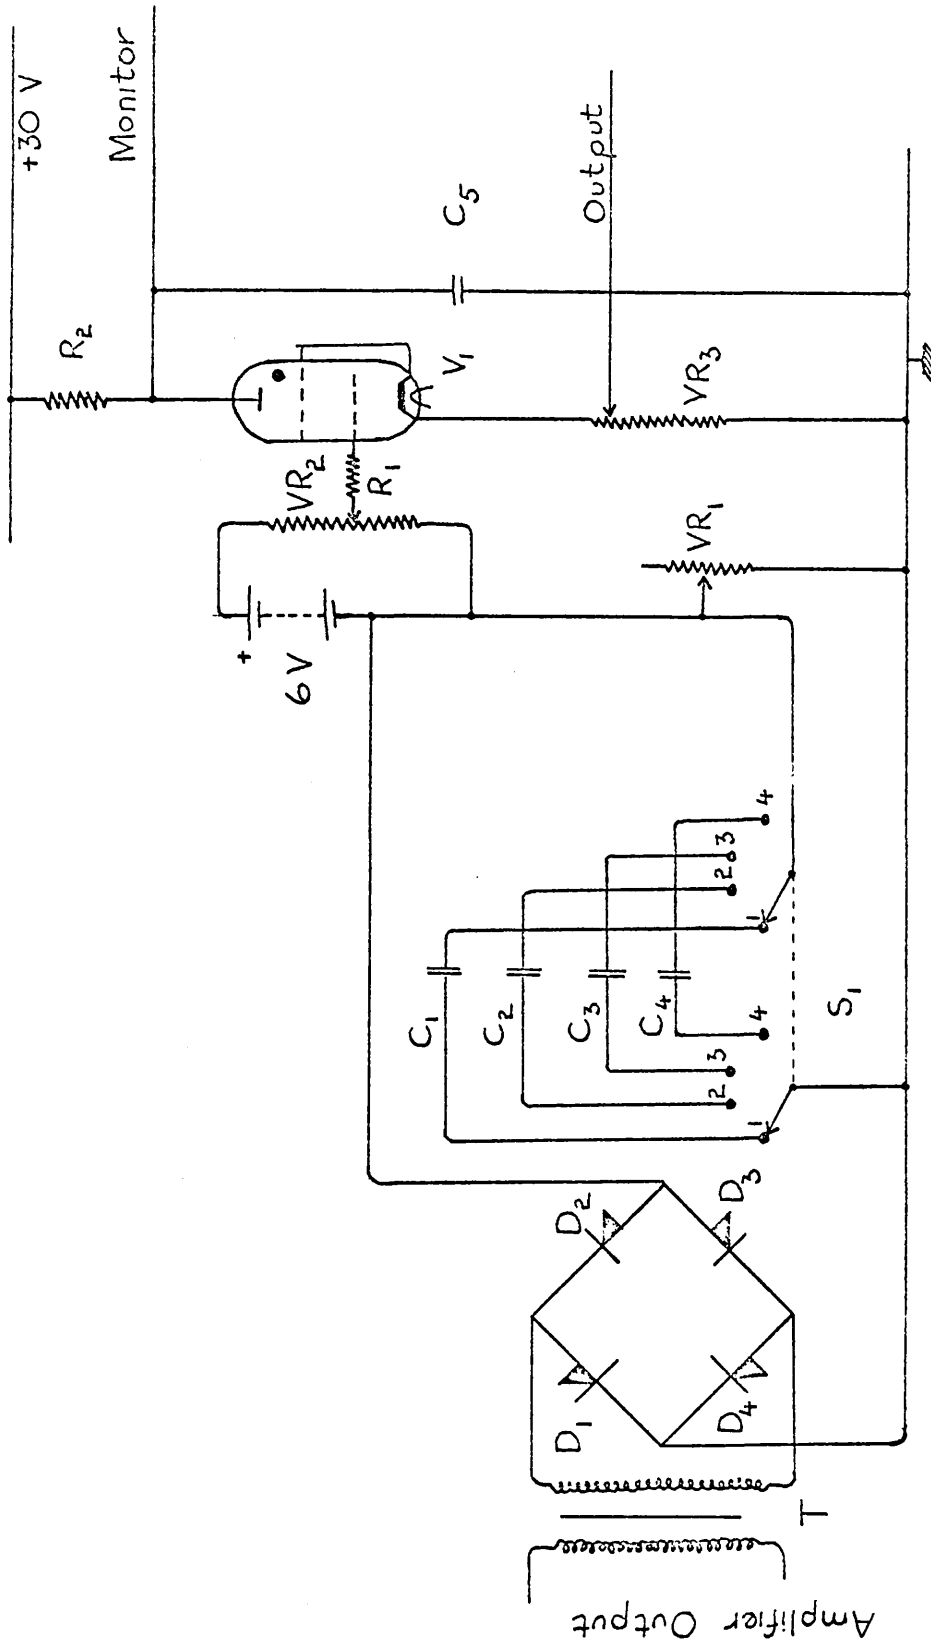 +30 V
Monitor
R2
C5
Output
V1
VR3
VR2
R1
VR1
+
6V
C1
C2
C3
C4
1
2
3
4
1
2
3
4
S1
D1
D2
D3
D4
T
Amplifier Output